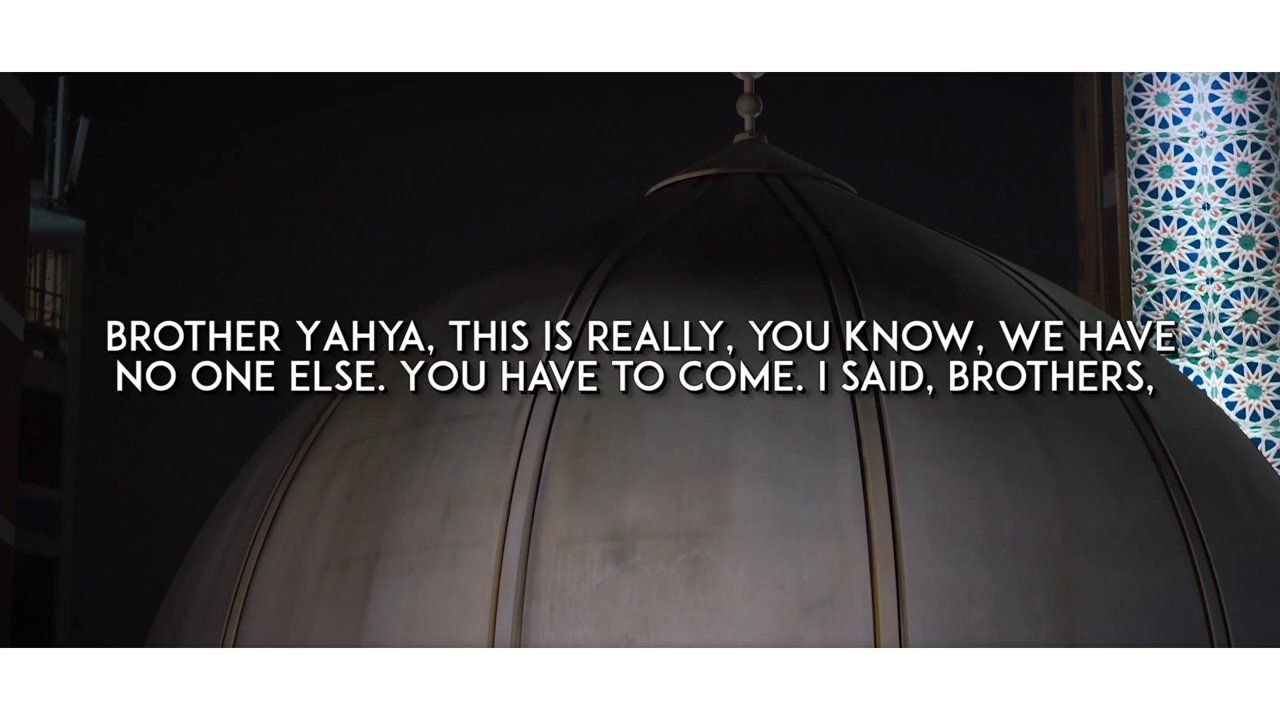 BROTHER YAHYA, THIS IS REALLY, YOU KNOW, WE HAVE
NO ONE ELSE. YOU HAVE TO COME. I SAID, BROTHERS,